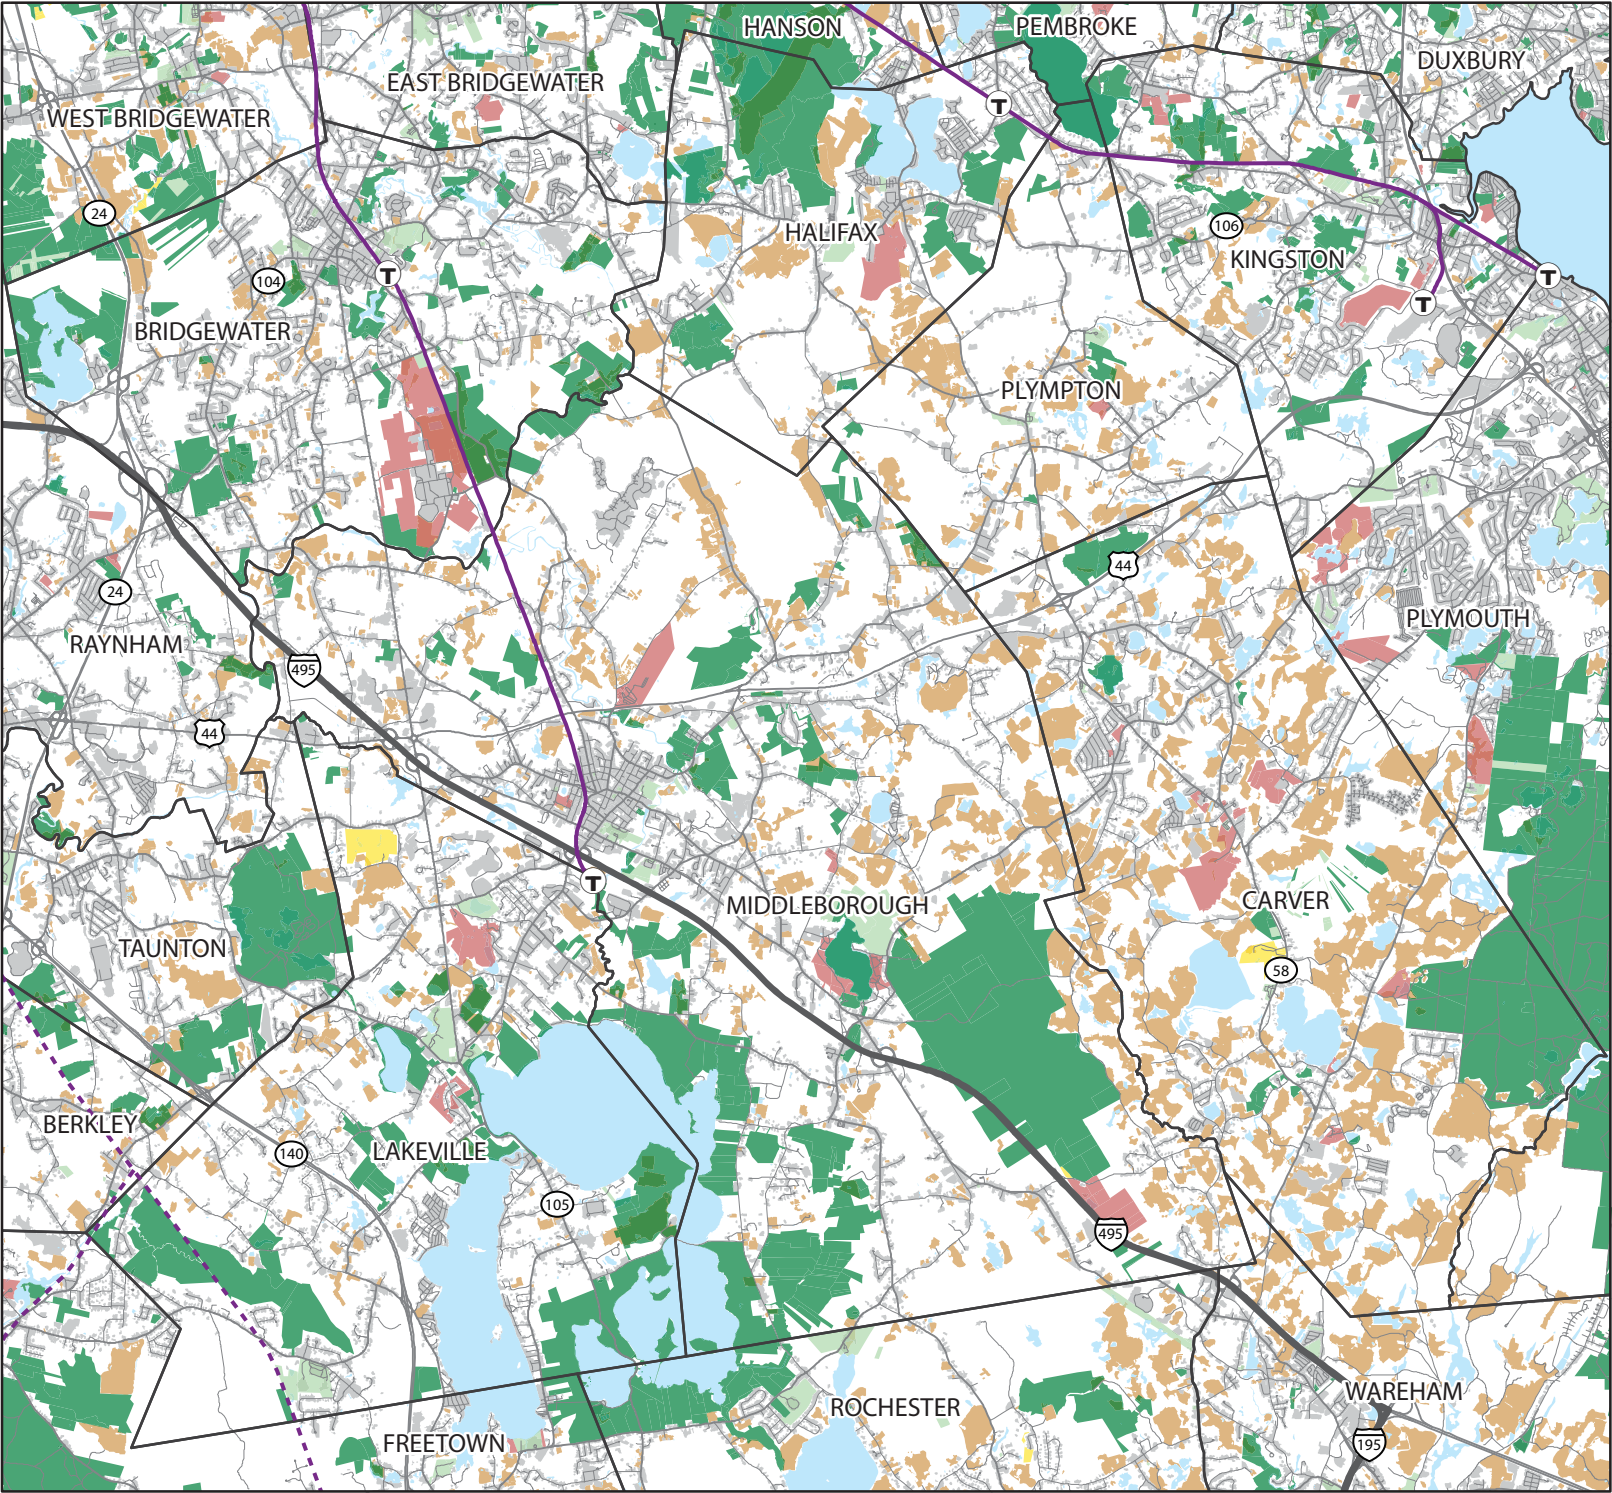 HANSON
PEMBROKE
DUXBURY
EAST BRIDGEWATER
T
WEST BRIDGEWATER
24
106
HALIFAX
KINGSTON
T
104
T
T
BRIDGEWATER
PLYMPTON
44
24
PLYMOUTH
RAYNHAM
495
44
T
MIDDLEBOROUGH
CARVER
TAUNTON
58
BERKLEY
140
LAKEVILLE
105
495
WAREHAM
ROCHESTER
FREETOWN
195